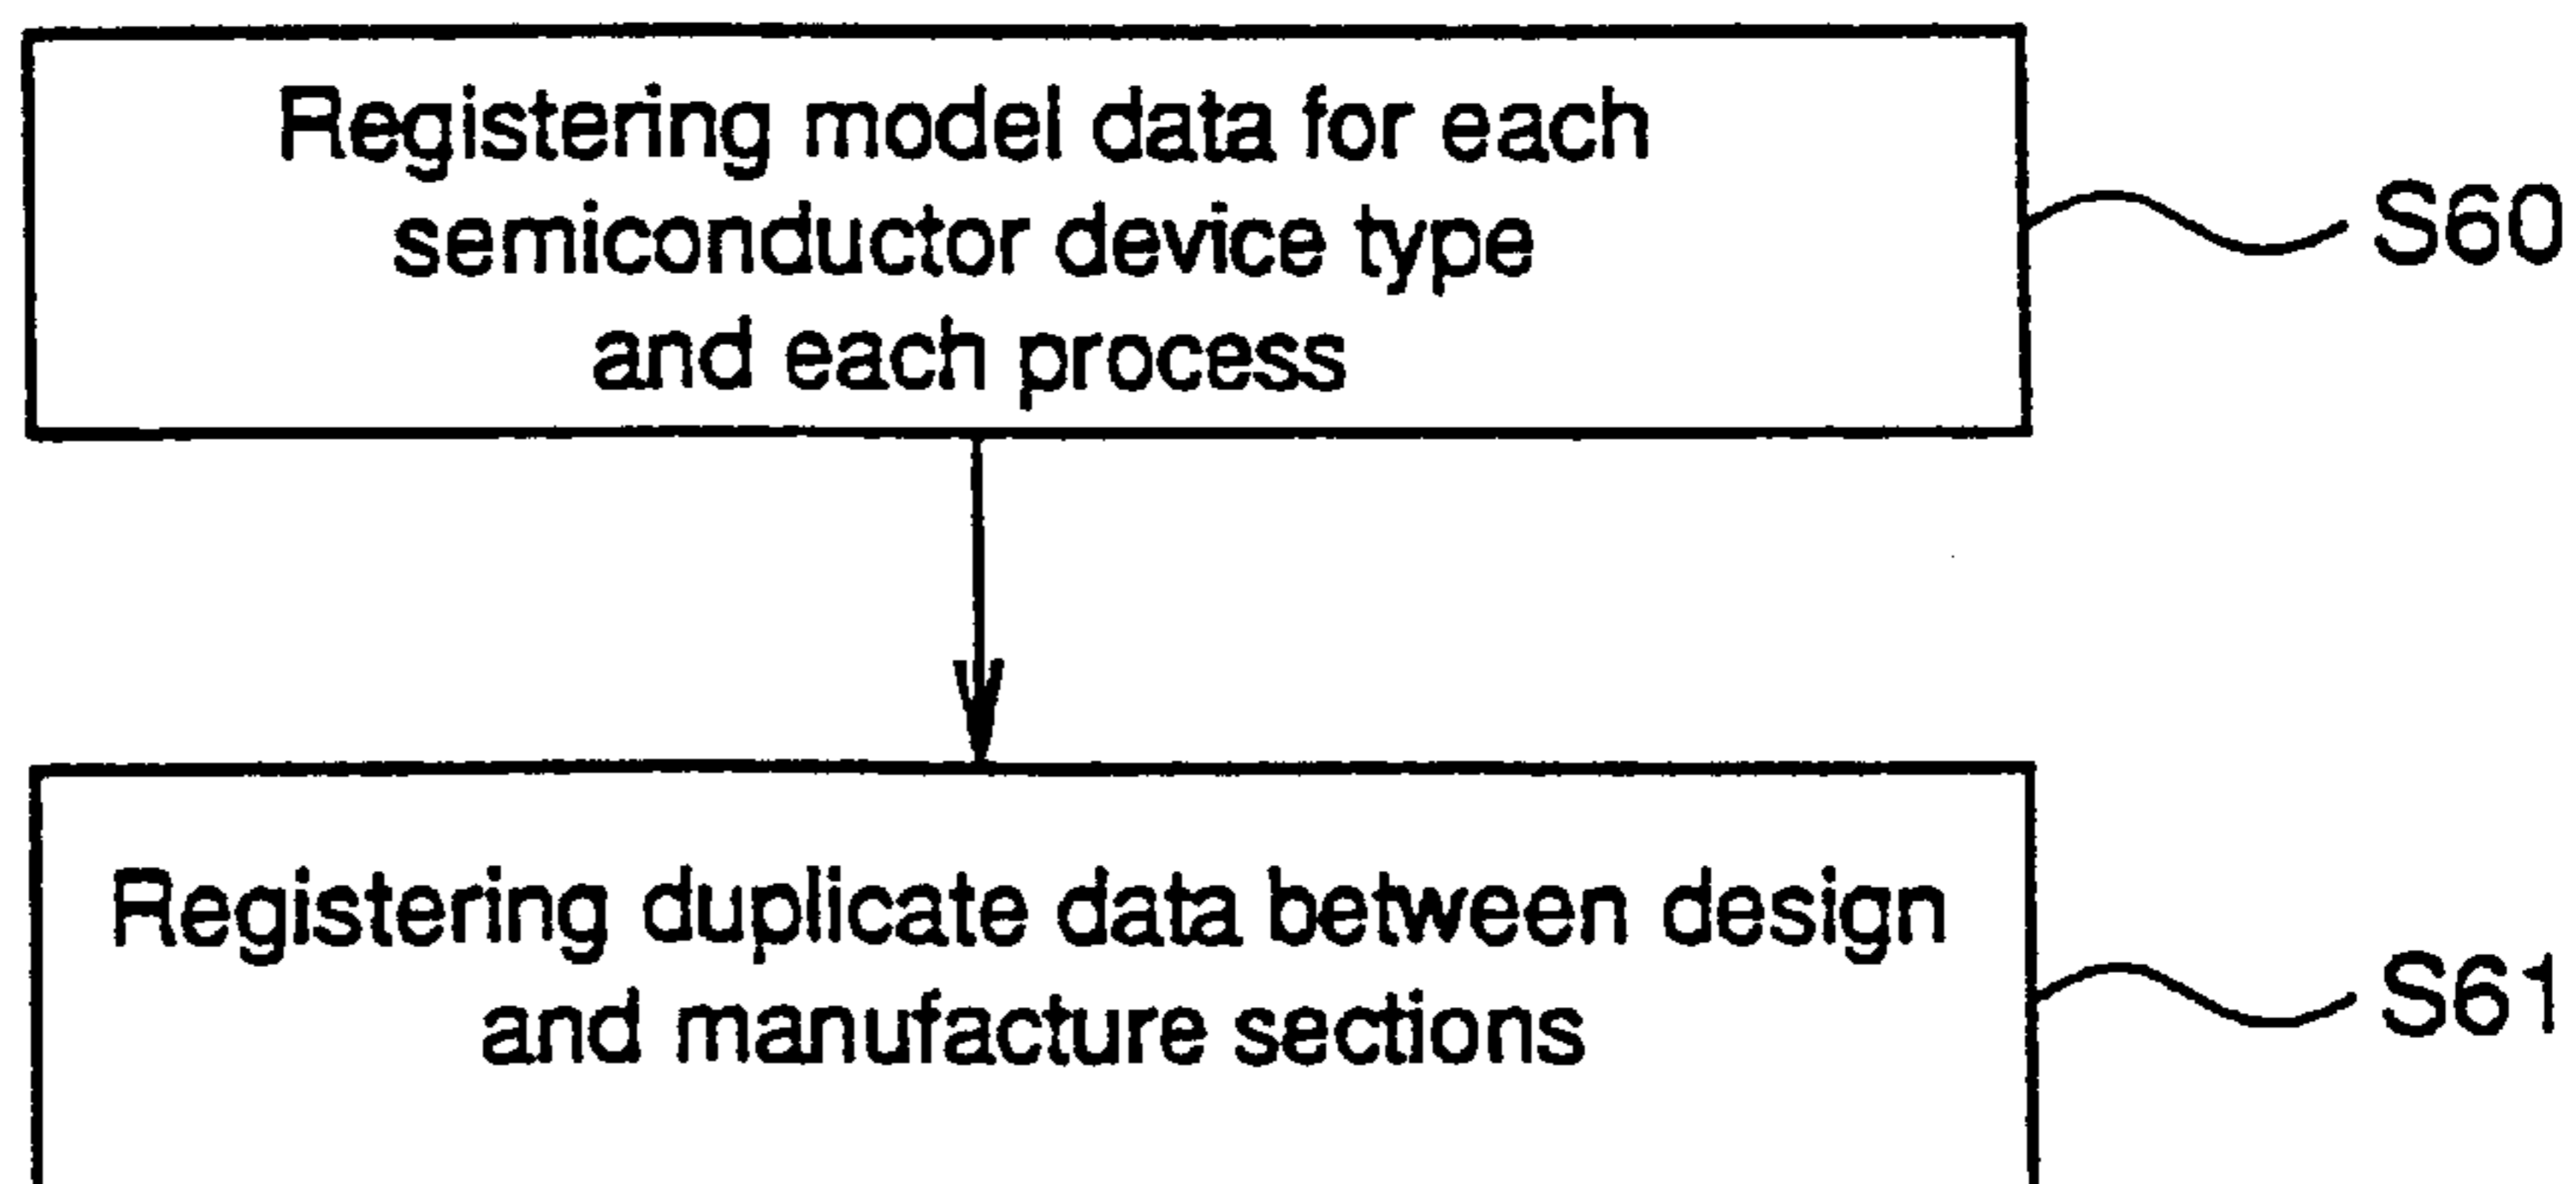 Registering model data for each
semiconductor device type
and each process
S60
Registering duplicate data between design
and manufacture sections
S61